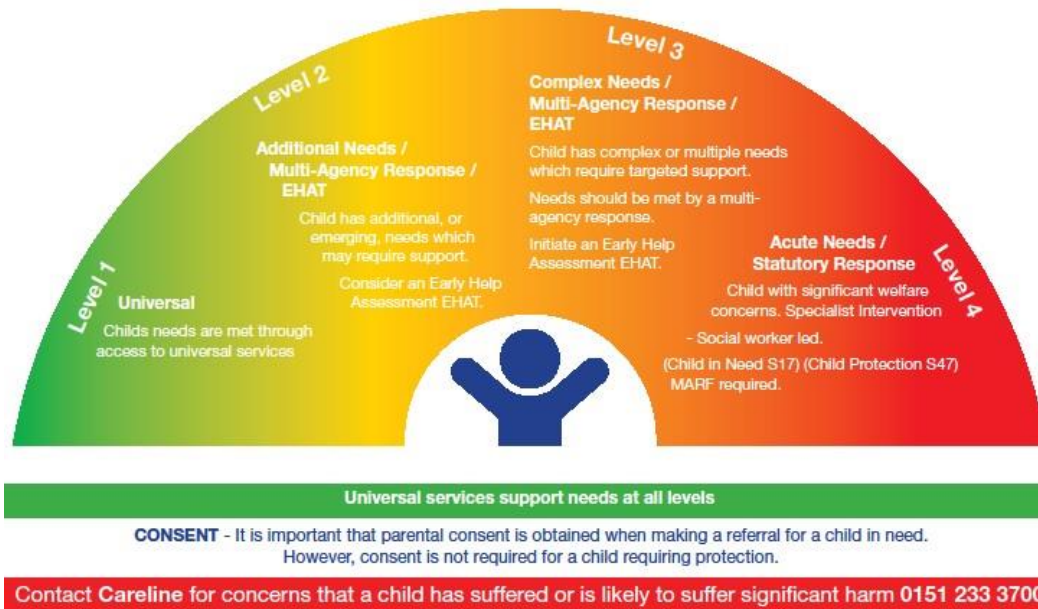 Level 1
Universal
Childs needs are met through
access to universal services
Level 2
Additional Needs /
Multi-Agency Response /
EHAT
Child has additional, or
emerging, needs which
may require support.
Consider an Early Help
Assessment EHAT.
Level 3
Complex Needs /
Multi-Agency Response /
EHAT
Child has complex or multiple needs
which require targeted support.
Needs should be met by a multi-
agency response.
Initiate an Early Help
Assessment EHAT.
Level 4
Acute Needs /
Statutory Response
Child with significant welfare
concerns. Specialist Intervention
- Social worker led.
(Child in Need S17) (Child Protection S47)
MARF required.
Universal services support needs at all levels
CONSENT - It is important that parental consent is obtained when making a referral for a child in need.
However, consent is not required for a child requiring protection.
Contact Careline for concerns that a child has suffered or is likely to suffer significant harm 0151 233 3700